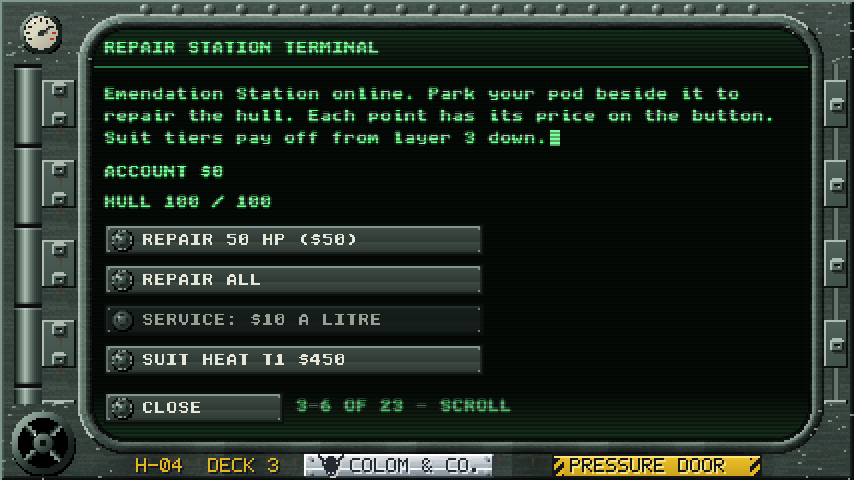 REPAIR STATION TERMINAL
Emendation Station online. Park your pod beside it to
repair the hull. Each point has its price on the button.
Suit tiers pay off from layer 3 down.
ACCOUNT $0
HULL 100 / 100
REPAIR 50 HP ($50)
REPAIR ALL
SERVICE: $10 A LITRE
SUIT HEAT T1 $450
CLOSE
3-6 OF 23 - SCROLL
H-04 DECK 3
COLOM & CO.
PRESSURE DOOR